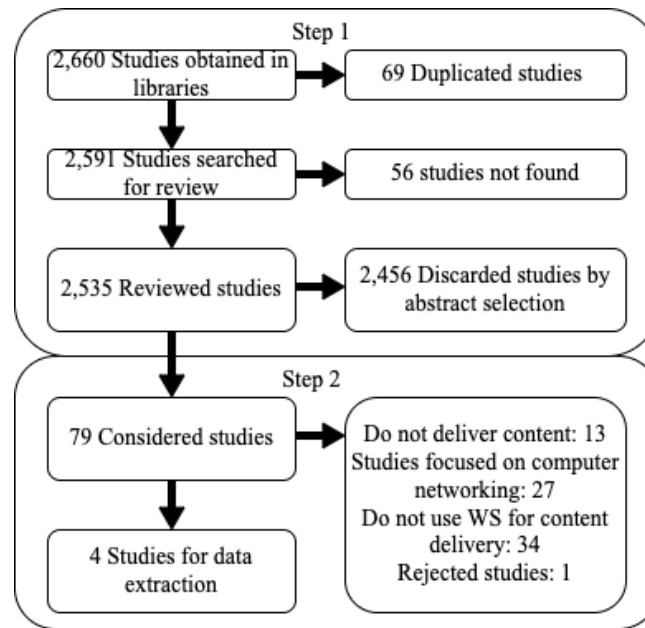 Step 1
2,660 Studies obtained in
libraries
69 Duplicated studies
2,591 Studies searched
for review
56 studies not found
2,535 Reviewed studies
2,456 Discarded studies by
abstract selection
Step 2
79 Considered studies
Do not deliver content: 13
Studies focused on computer
networking: 27
Do not use WS for content
delivery: 34
Rejected studies: 1
4 Studies for data
extraction